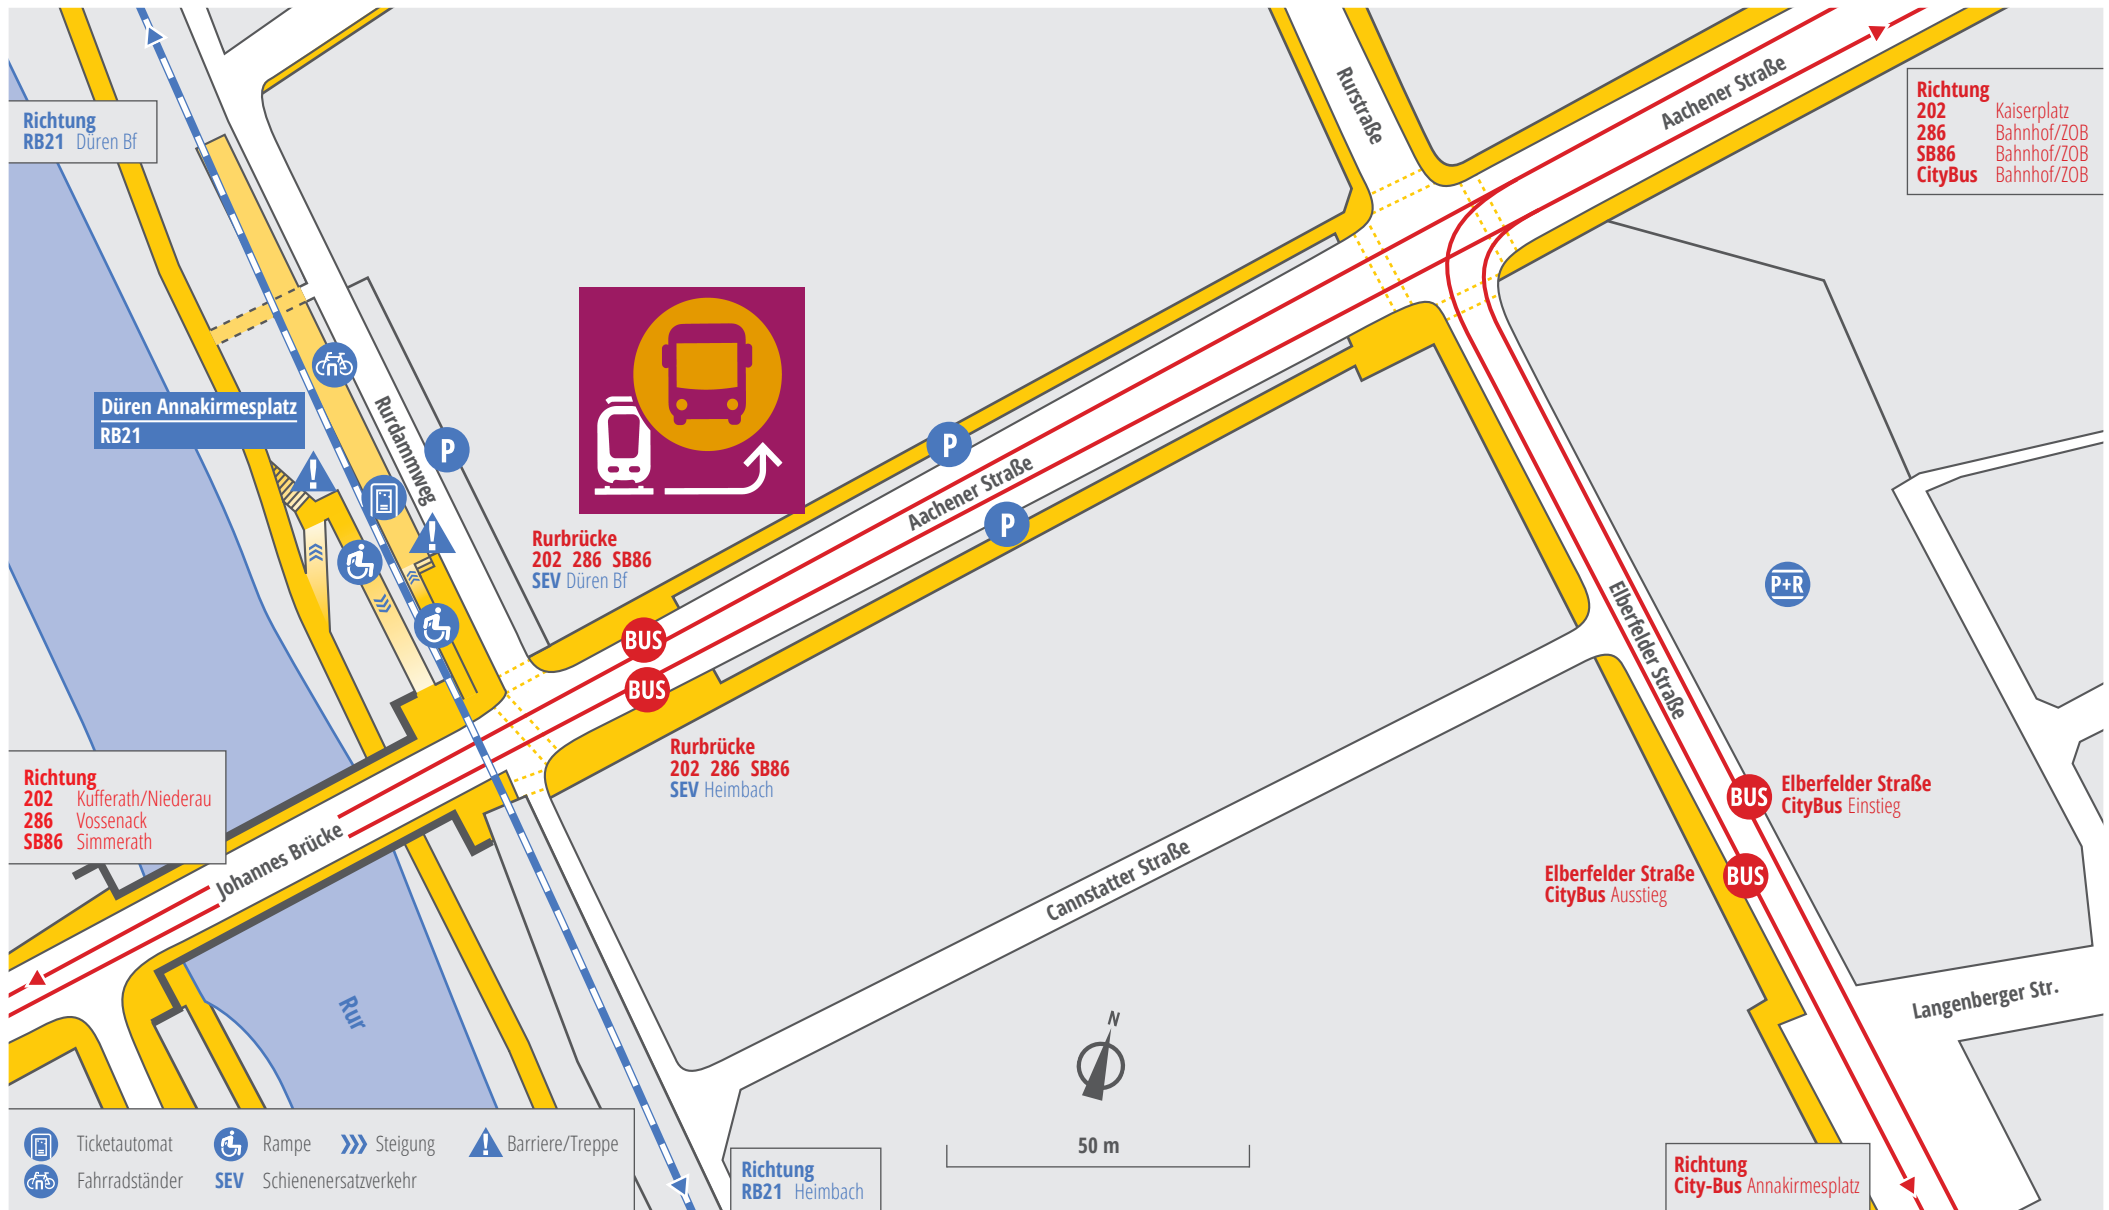 Richtung
RB21 Düren Bf
Rurstraße
Aachener Straße
Richtung
202 Kaiserplatz
286 Bahnhof/ZOB
SB86 Bahnhof/ZOB
CityBus Bahnhof/ZOB
Düren Annakirmesplatz
RB21
Rurdammweg
P
P
Aachener Straße
P
Rurbrücke
202 286 SB86
SEV Düren Bf
BUS
BUS
Rurbrücke
202 286 SB86
SEV Heimbach
Elberfelder Straße
P+R
Richtung
202 Kufferath/Niederau
286 Vossenack
SB86 Simmerath
Johannes Brücke
BUS
Elberfelder Straße
CityBus Einstieg
Elberfelder Straße
CityBus Ausstieg
BUS
Cannstatter Straße
Langenberger Str.
Rur
N
50 m
Ticketautomat
Rampe
Steigung
Barriere/Treppe
Fahrradständer
SEV Schienenersatzverkehr
Richtung
RB21 Heimbach
Richtung
City-Bus Annakirmesplatz